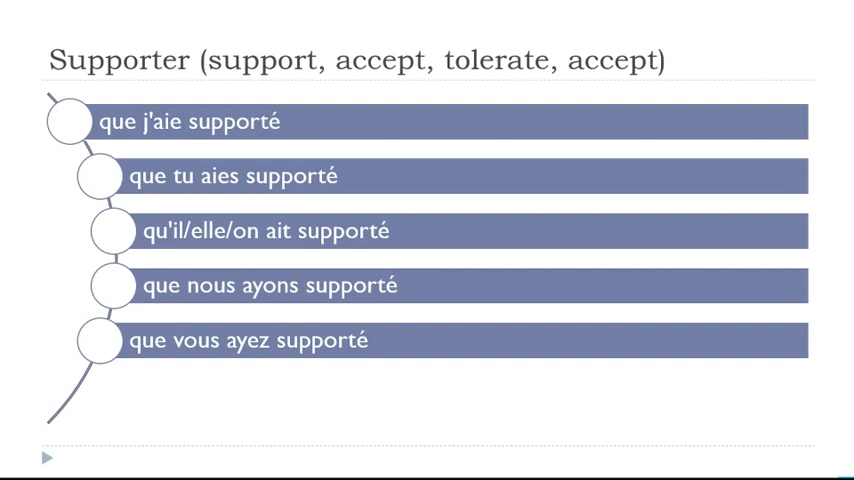 Supporter (support, accept, tolerate, accept)
que j'aie supporté
que tu aies supporté
qu'il/elle/on ait supporté
que nous ayons supporté
que vous ayez supporté